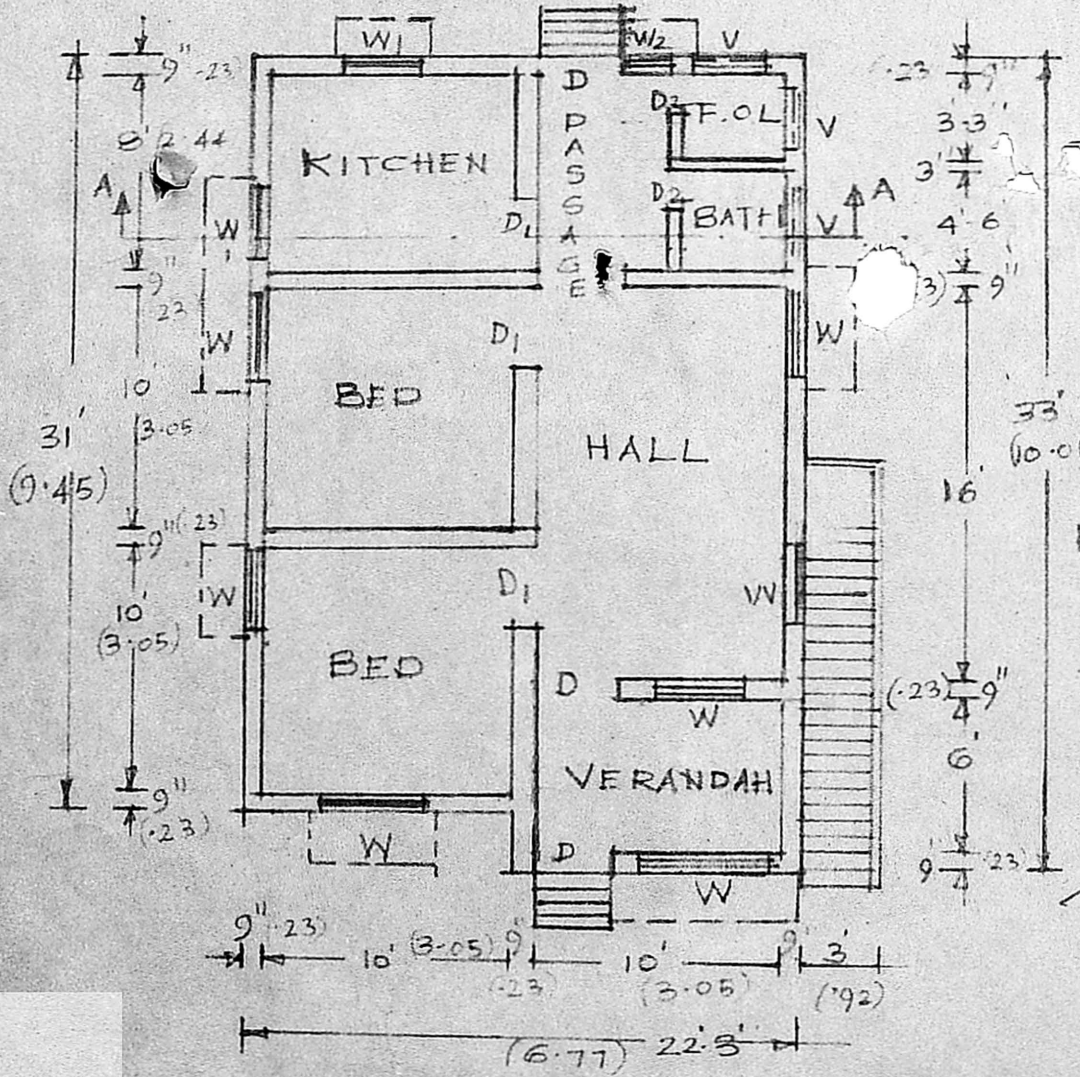 W1 W2 V
9" .23 D .23 9"
D2 F.OL 3'-3"
8' 2.44 P V
KITCHEN A 3'
A S D2 A
W1 D1 S BATH V 4'-6
A
9" G 9"
.23 E
W D1 W
10' BED
3.05 33'
31' HALL
(9.45) 16'
9" (.23)
W D1 W
10'
(3.05)
BED D (.23) 9"
W
6'
VERANDAH
9"
(.23) W D 9" (.23)
W
9" (.23) 10' (3.05) 9" 10' 9" 3'
(.23) (3.05) (.92)
(6.77) 22'.3"